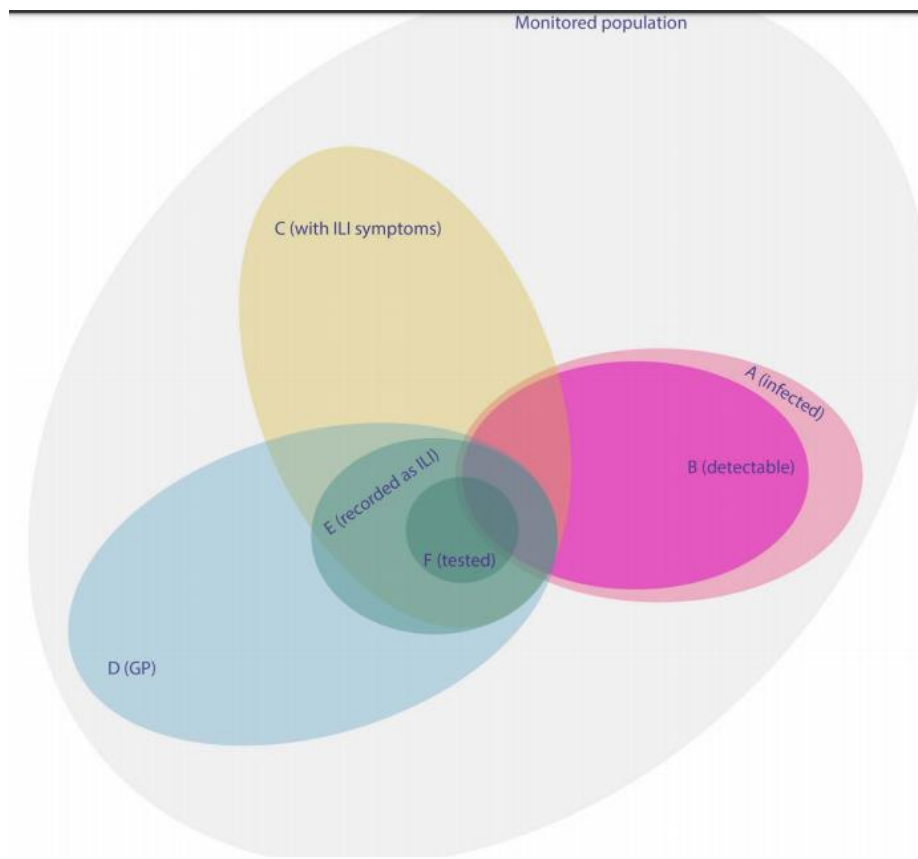 Monitored population
C (with ILI symptoms)
A (infected)
B (detectable)
E (recorded as ILI)
F (tested)
D (GP)